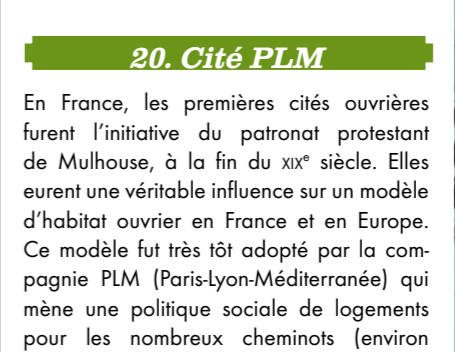 20. Cité PLM
En France, les premières cités ouvrières
furent l’initiative du patronat protestant
de Mulhouse, à la fin du XIXe siècle. Elles
eurent une véritable influence sur un modèle
d’habitat ouvrier en France et en Europe.
Ce modèle fut très tôt adopté par la com-
pagnie PLM (Paris-Lyon-Méditerranée) qui
mène une politique sociale de logements
pour les nombreux cheminots (environ